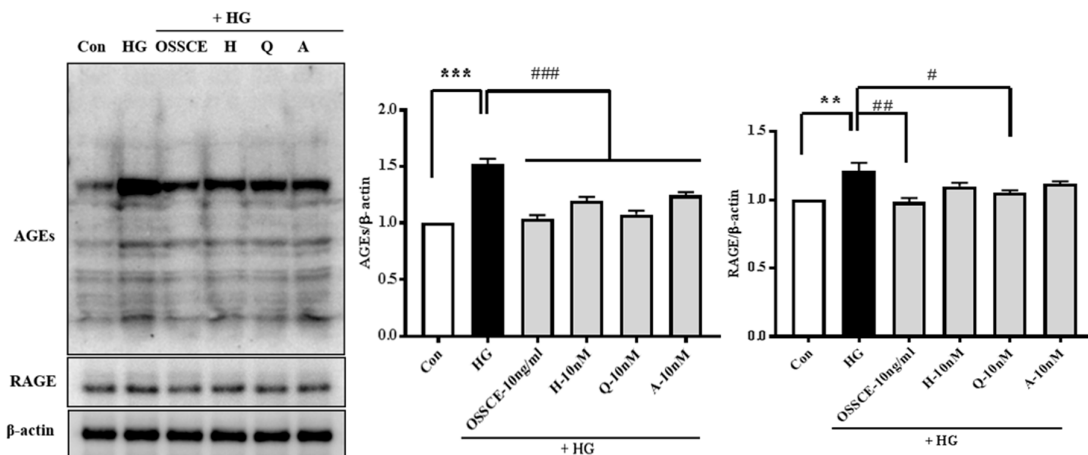 + HG
Con HG OSSCE H Q A
AGEs
RAGE
β-actin
*** ###
AGEs/β-actin
2.0
1.5
1.0
0.5
0.0
Con
HG
OSSCE-10ng/ml
H-10nM
Q-10nM
A-10nM
+ HG
#
** ##
RAGE/β-actin
1.5
1.0
0.5
0.0
Con
HG
OSSCE-10ng/ml
H-10nM
Q-10nM
A-10nM
+ HG